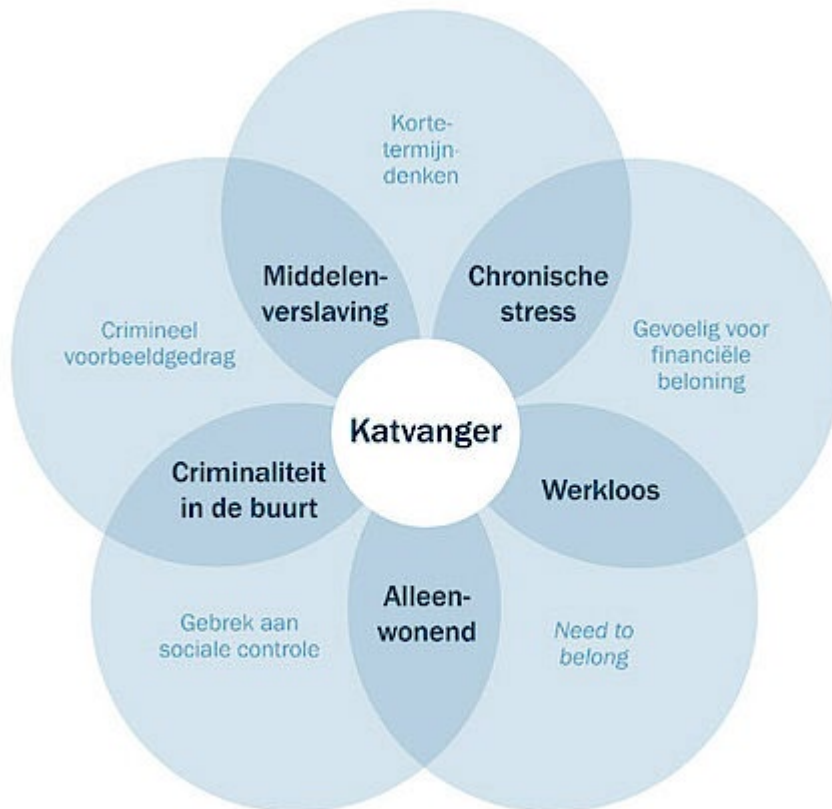 Korte-
termijn-
denken
Middelen-
verslaving
Chronische
stress
Crimineel
voorbeeldgedrag
Gevoelig voor
financiële
beloning
Katvanger
Criminaliteit
in de buurt
Werkloos
Alleen-
wonend
Gebrek aan
sociale controle
Need to
belong